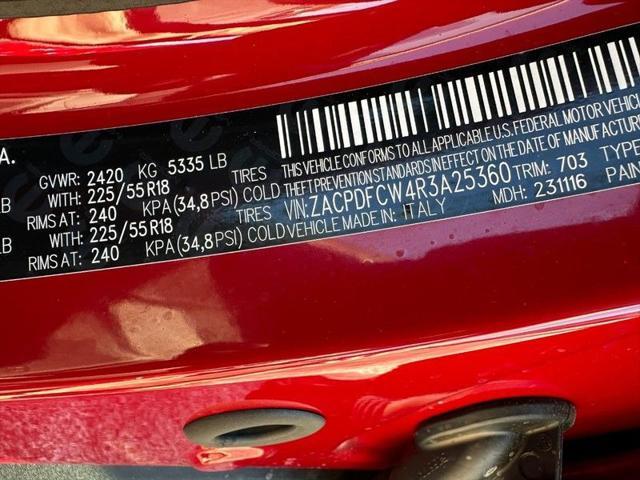 A.
GVWR: 2420 KG 5335 LB
THIS VEHICLE CONFORMS TO ALL APPLICABLE U.S. FEDERAL MOTOR VEHICLE
LB WITH: 225/55R18 TIRES
THEFT PREVENTION STANDARDS IN EFFECT ON THE DATE OF MANUFACTURE
RIMS AT: 240 KPA(34,8PSI) COLD
VIN: ZACPDFCW4R3A25360 TRIM: 703 TYPE
LB WITH: 225/55R18 TIRES
VEHICLE MADE IN: ITALY MDH: 231116 PAIN
RIMS AT: 240 KPA(34,8PSI) COLD